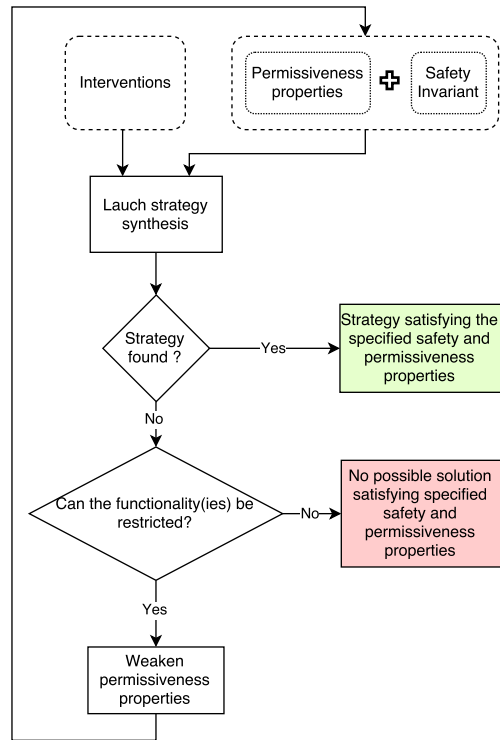 Interventions
Permissiveness
properties
Safety
Invariant
Lauch strategy
synthesis
Strategy
found ?
Yes
Strategy satisfying the
specified safety and
permissiveness
properties
No
Can the functionality(ies) be
restricted?
No
No possible solution
satisfying specified
safety and
permissiveness
properties
Yes
Weaken
permissiveness
properties